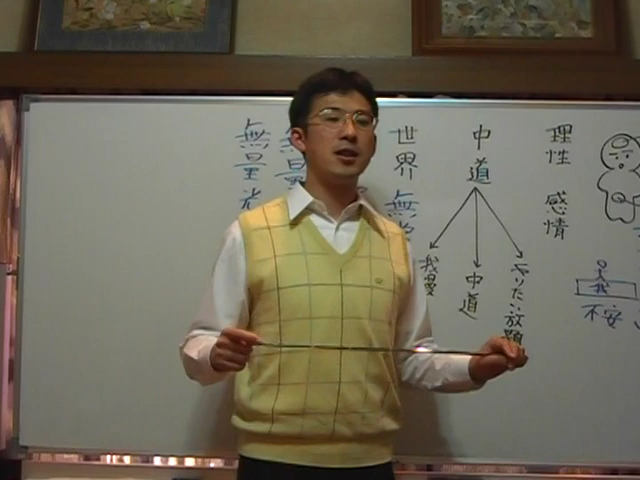 不安
理性
感情
中道
やりたい放題
中道
我慢
世界
無
無量光